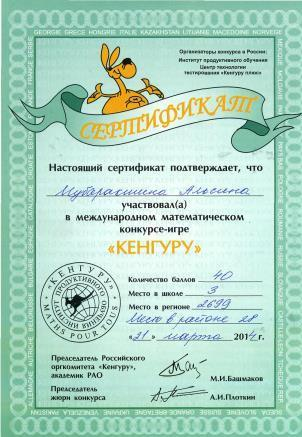 GEORGIE GRECE HONGRIE ITALIE KAZAKHSTAN LITUANIE MACEDOINE NORVEGE
Организаторы конкурса в России:
Институт продуктивного обучения
Центр технологии
тестирования «Кенгуру плюс»
СЕРТИФИКАТ
Настоящий сертификат подтверждает, что
Мубаракшина Альсина
участвовал(а)
в международном математическом
конкурсе-игре
«КЕНГУРУ»
Количество баллов 40
Место в школе 3
Место в регионе 2699
Место в районе 28
«21» марта 2014г.
"КЕНГУРУ"
MATHS POUR TOUS
Председатель Российского
оргкомитета «Кенгуру»,
академик РАО
М.И.Башмаков
Председатель
жюри конкурса
А.И.Плоткин